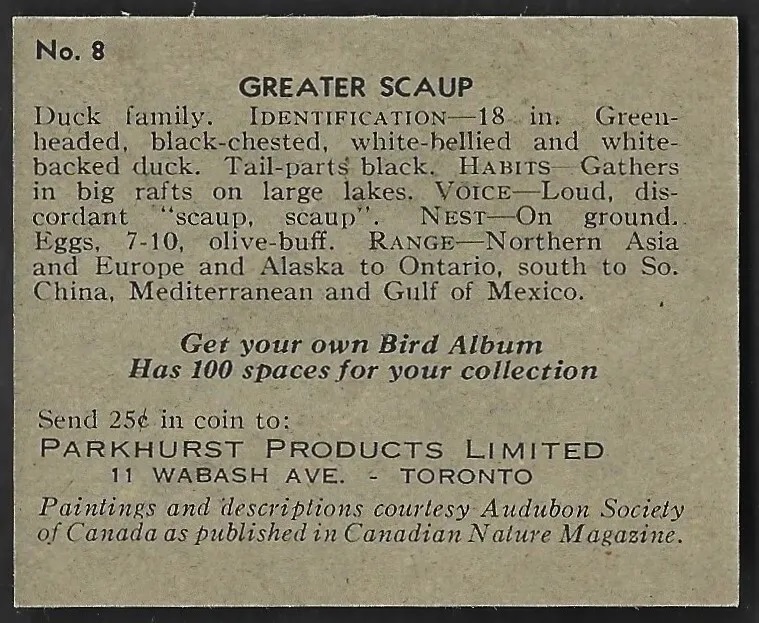 No. 8
GREATER SCAUP
Duck family. IDENTIFICATION—18 in. Green-
headed, black-chested, white-bellied and white-
backed duck. Tail-parts black. HABITS—Gathers
in big rafts on large lakes. VOICE—Loud, dis-
cordant "scaup, scaup". NEST—On ground.
Eggs, 7-10, olive-buff. RANGE—Northern Asia
and Europe and Alaska to Ontario, south to So.
China, Mediterranean and Gulf of Mexico.
Get your own Bird Album
Has 100 spaces for your collection
Send 25¢ in coin to:
PARKHURST PRODUCTS LIMITED
11 WABASH AVE. - TORONTO
Paintings and descriptions courtesy Audubon Society
of Canada as published in Canadian Nature Magazine.